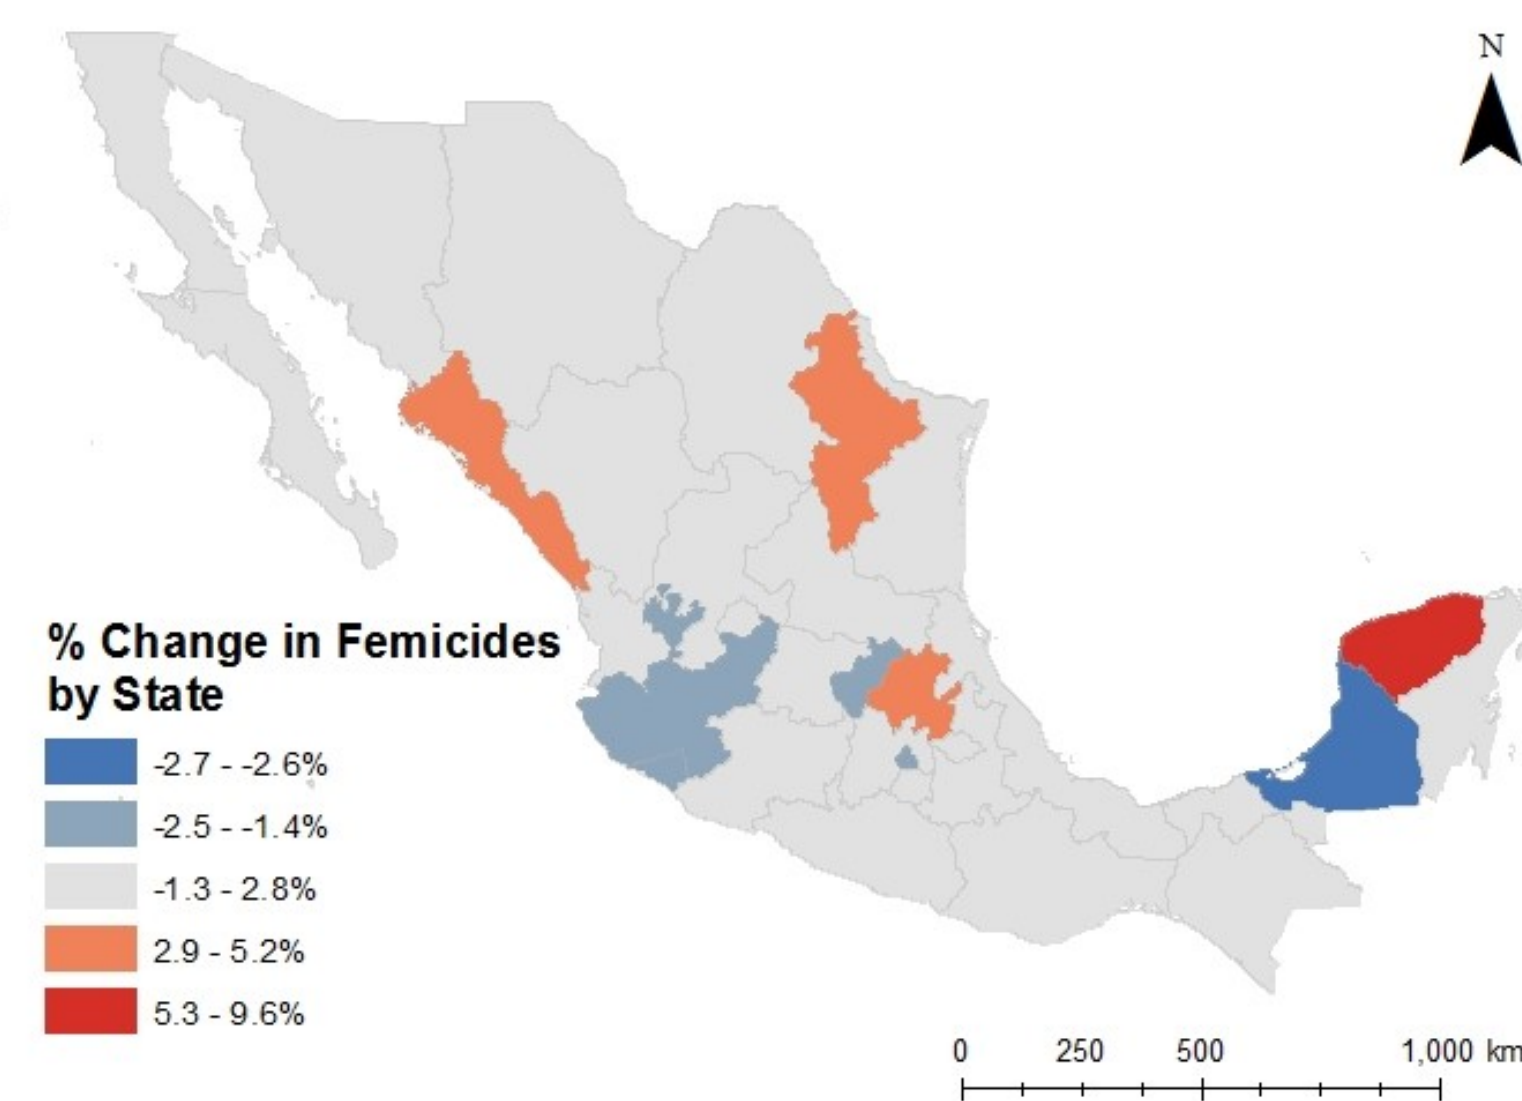 N
% Change in Femicides
by State
-2.7 - -2.6%
-2.5 - -1.4%
-1.3 - 2.8%
2.9 - 5.2%
5.3 - 9.6%
0 250 500 1,000 km